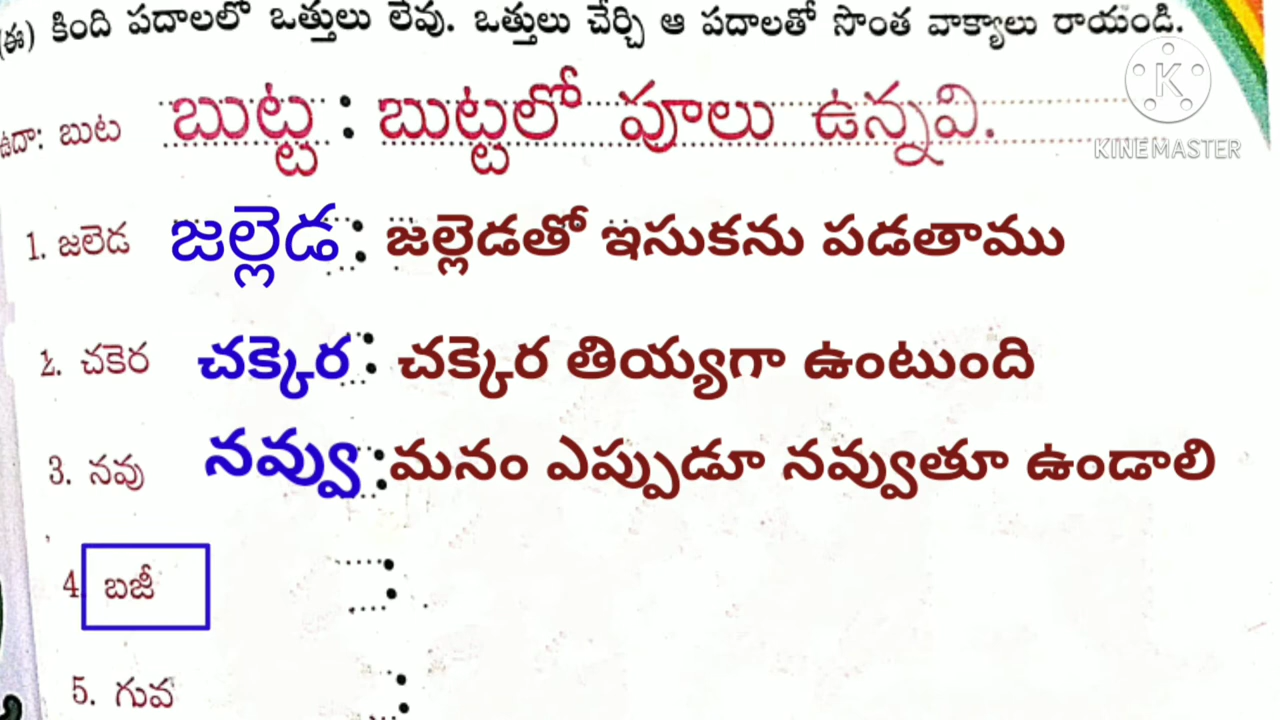 (ఈ) కింది పదాలలో ఒత్తులు లేవు. ఒత్తులు చేర్చి ఆ పదాలతో సొంత వాక్యాలు రాయండి.
K
KINEMASTER
ఉదా: బుట బుట్ట : బుట్టలో పూలు ఉన్నవి.
1. జలెడ జల్లెడ : జల్లెడతో ఇసుకను పడతాము
2. చకెర చక్కెర : చక్కెర తియ్యగా ఉంటుంది
3. నవు నవ్వు : మనం ఎప్పుడూ నవ్వుతూ ఉండాలి
4 బజీ :
5. గువ :